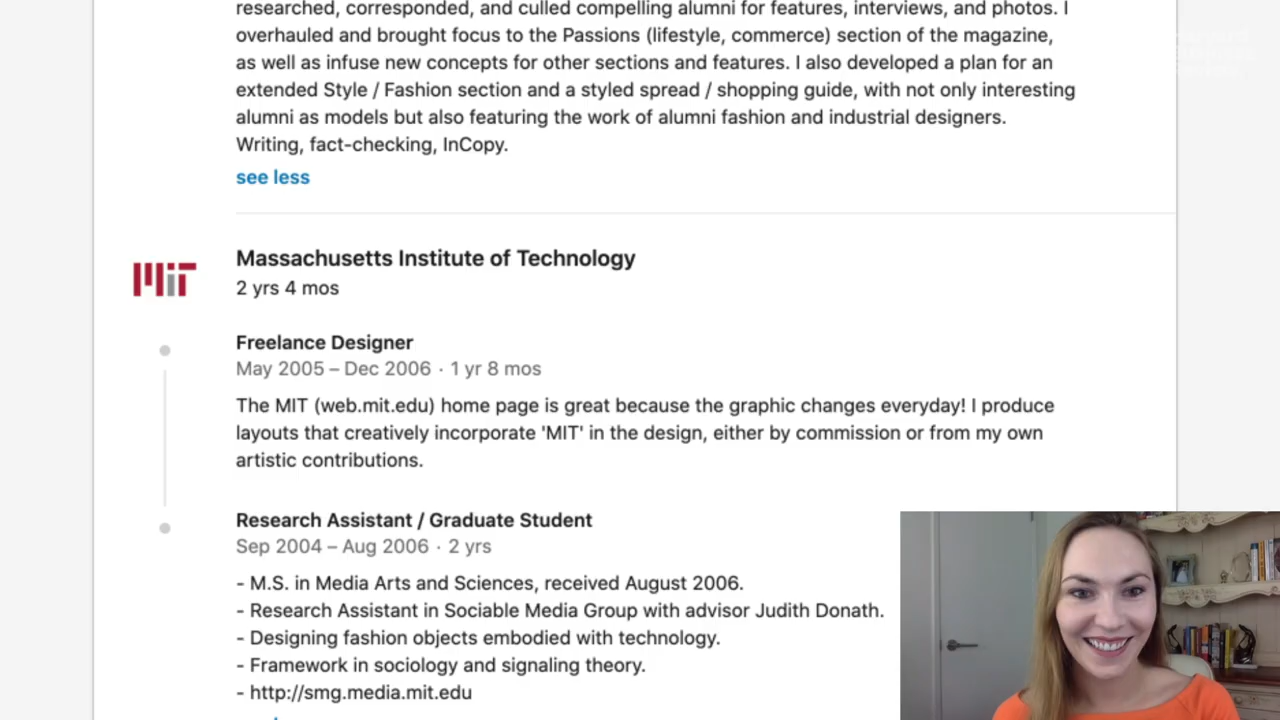 researched, corresponded, and culled compelling alumni for features, interviews, and photos. I
overhauled and brought focus to the Passions (lifestyle, commerce) section of the magazine,
as well as infuse new concepts for other sections and features. I also developed a plan for an
extended Style / Fashion section and a styled spread / shopping guide, with not only interesting
alumni as models but also featuring the work of alumni fashion and industrial designers.
Writing, fact-checking, InCopy.
see less
MIT
Massachusetts Institute of Technology
2 yrs 4 mos
Freelance Designer
May 2005 – Dec 2006 · 1 yr 8 mos
The MIT (web.mit.edu) home page is great because the graphic changes everyday! I produce
layouts that creatively incorporate 'MIT' in the design, either by commission or from my own
artistic contributions.
Research Assistant / Graduate Student
Sep 2004 – Aug 2006 · 2 yrs
- M.S. in Media Arts and Sciences, received August 2006.
- Research Assistant in Sociable Media Group with advisor Judith Donath.
- Designing fashion objects embodied with technology.
- Framework in sociology and signaling theory.
- http://smg.media.mit.edu